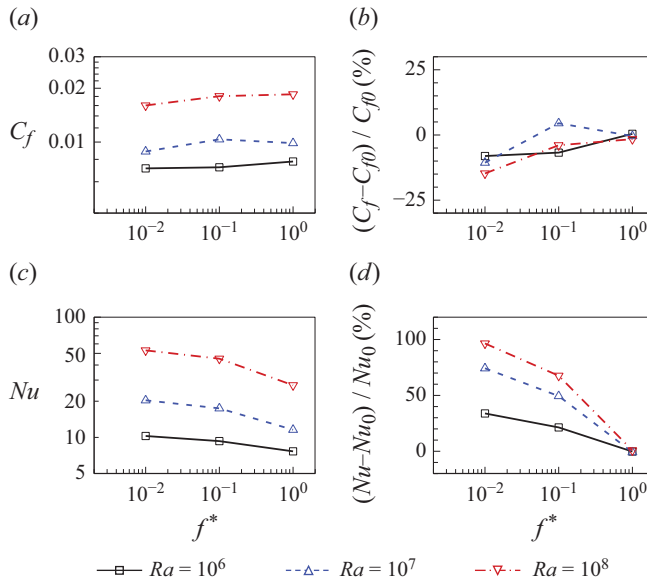 (a)
0.03
0.02
0.01
C_f
10^−2 10^−1 10^0
(b)
25
0
−25
(C_f–C_f0) / C_f0 (%)
10^−2 10^−1 10^0
(c)
100
50
20
10
5
Nu
10^−2 10^−1 10^0
f*
(d)
100
50
0
(Nu–Nu_0) / Nu_0 (%)
10^−2 10^−1 10^0
f*
Ra = 10^6 Ra = 10^7 Ra = 10^8